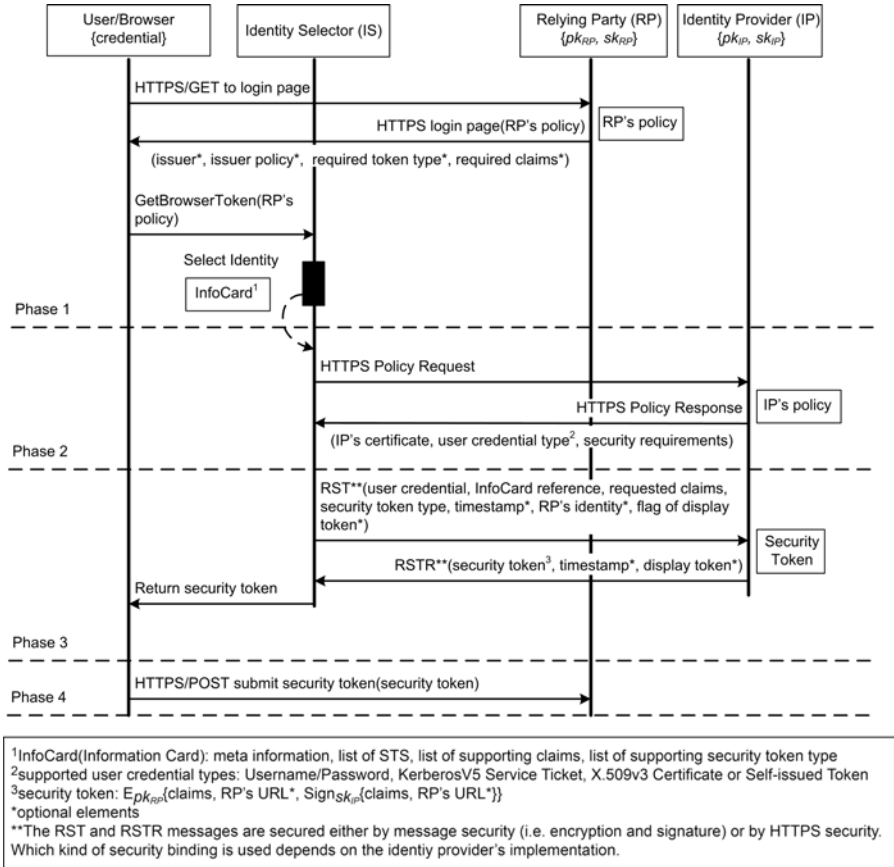 User/Browser
{credential}
Identity Selector (IS)
Relying Party (RP)
{pkRP, skRP}
Identity Provider (IP)
{pkIP, skIP}
HTTPS/GET to login page
HTTPS login page(RP's policy)
RP's policy
(issuer*, issuer policy*, required token type*, required claims*)
GetBrowserToken(RP's
policy)
Select Identity
InfoCard1
Phase 1
HTTPS Policy Request
HTTPS Policy Response
IP's policy
(IP's certificate, user credential type2, security requirements)
Phase 2
RST**(user credential, InfoCard reference, requested claims,
security token type, timestamp*, RP's identity*, flag of display
token*)
Security
Token
RSTR**(security token3, timestamp*, display token*)
Return security token
Phase 3
HTTPS/POST submit security token(security token)
Phase 4
1InfoCard(Information Card): meta information, list of STS, list of supporting claims, list of supporting security token type
2supported user credential types: Username/Password, KerberosV5 Service Ticket, X.509v3 Certificate or Self-issued Token
3security token: EpkRP{claims, RP's URL*, SignskIP{claims, RP's URL*}}
*optional elements
**The RST and RSTR messages are secured either by message security (i.e. encryption and signature) or by HTTPS security.
Which kind of security binding is used depends on the identiy provider's implementation.